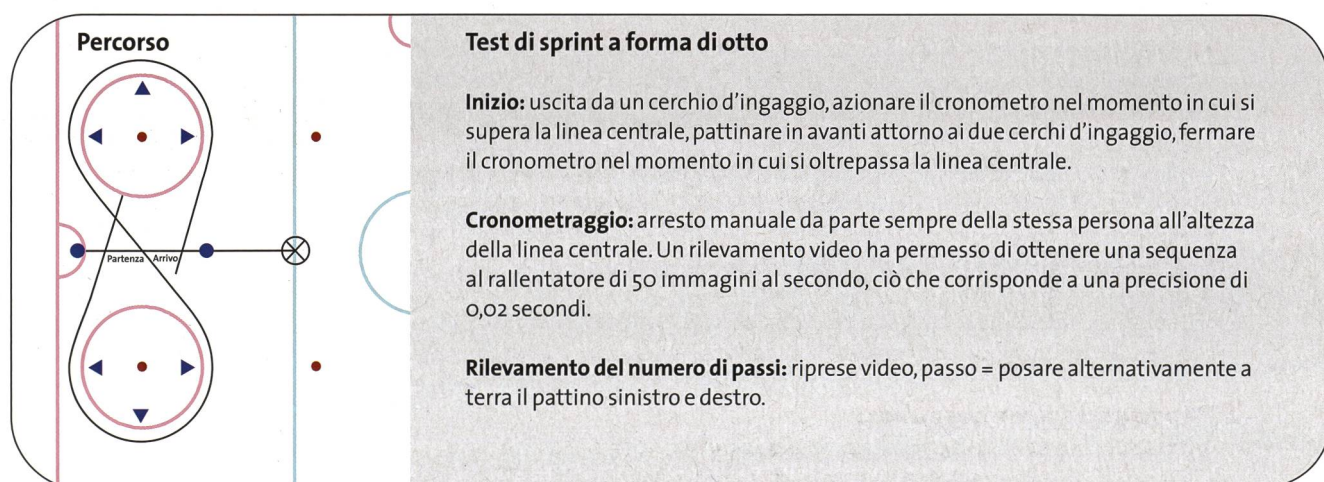 Percorso
Partenza
Arrivo
Test di sprint a forma di otto
Inizio: uscita da un cerchio d'ingaggio, azionare il cronometro nel momento in cui si
supera la linea centrale, pattinare in avanti attorno ai due cerchi d'ingaggio, fermare
il cronometro nel momento in cui si oltrepassa la linea centrale.
Cronometraggio: arresto manuale da parte sempre della stessa persona all'altezza
della linea centrale. Un rilevamento video ha permesso di ottenere una sequenza
al rallentatore di 50 immagini al secondo, ciò che corrisponde a una precisione di
0,02 secondi.
Rilevamento del numero di passi: riprese video, passo = posare alternativamente a
terra il pattino sinistro e destro.